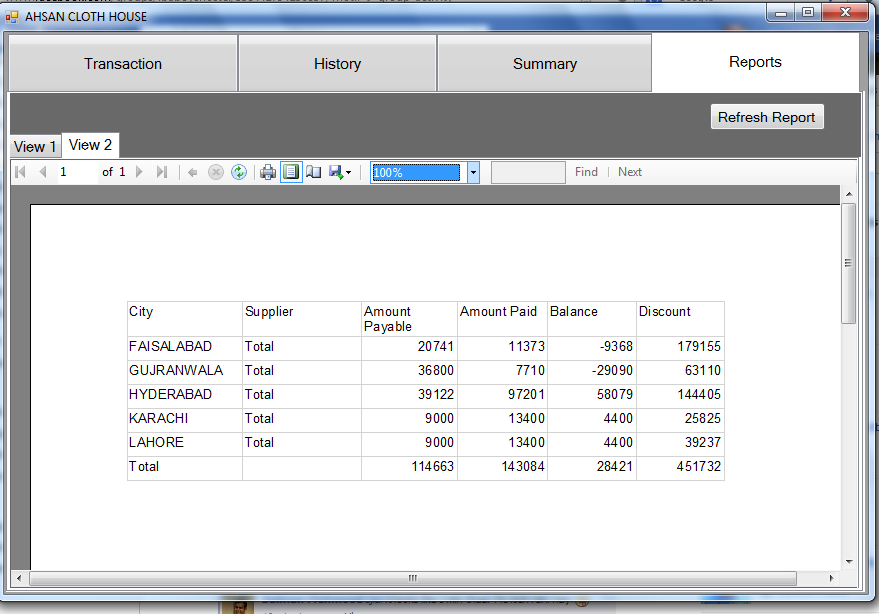 AHSAN CLOTH HOUSE
Transaction History Summary Reports
Refresh Report
View 1 View 2
1 of 1 100% Find Next
City Supplier Amount Payable Amount Paid Balance Discount
FAISALABAD Total 20741 11373 -9368 179155
GUJRANWALA Total 36800 7710 -29090 63110
HYDERABAD Total 39122 97201 58079 144405
KARACHI Total 9000 13400 4400 25825
LAHORE Total 9000 13400 4400 39237
Total 114663 143084 28421 451732